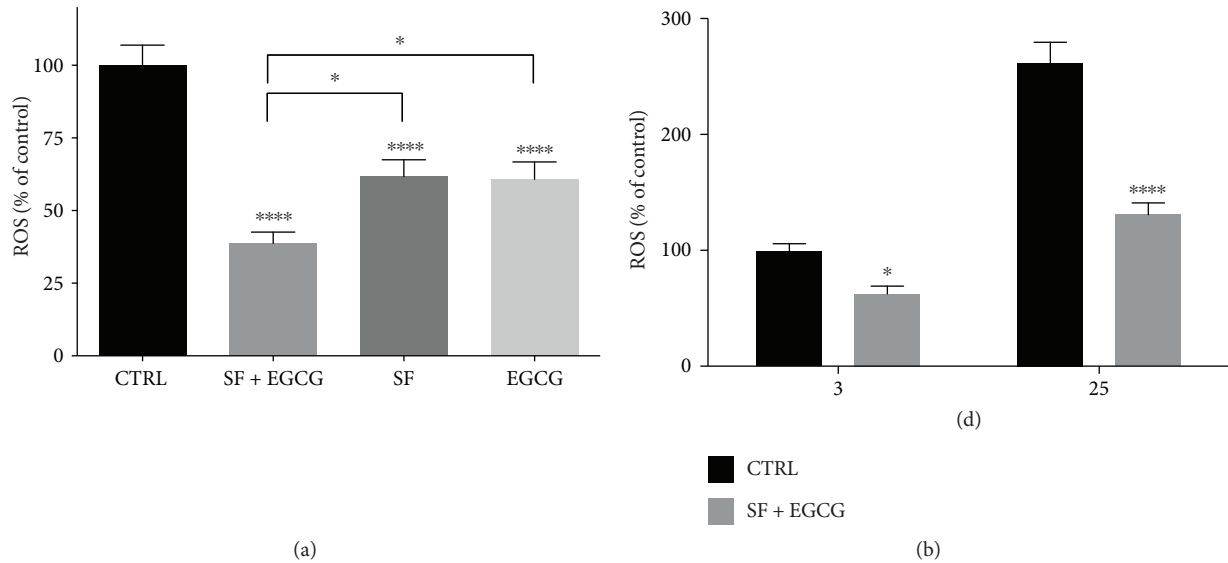 ROS (% of control)
100
75
50
25
0
*
*
****
****
****
CTRL
SF + EGCG
SF
EGCG
(a)
ROS (% of control)
300
200
100
0
*
****
3
25
(d)
CTRL
SF + EGCG
(b)